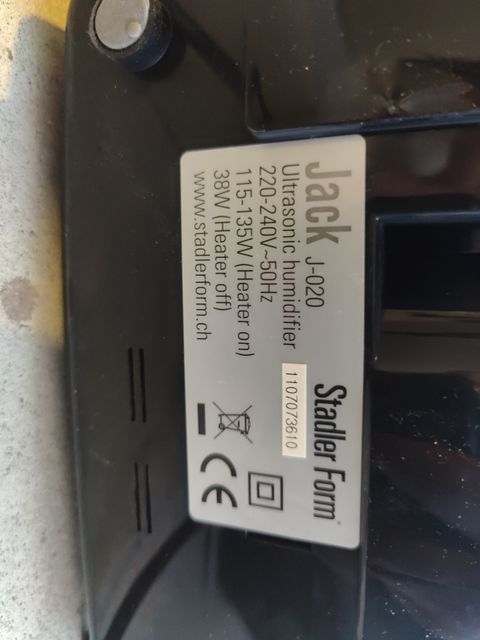 Jack J-020
Ultrasonic humidifier
220-240V~50Hz
115-135W (Heater on)
38W (Heater off)
www.stadlerform.ch
Stadler Form®
1107073610
CE